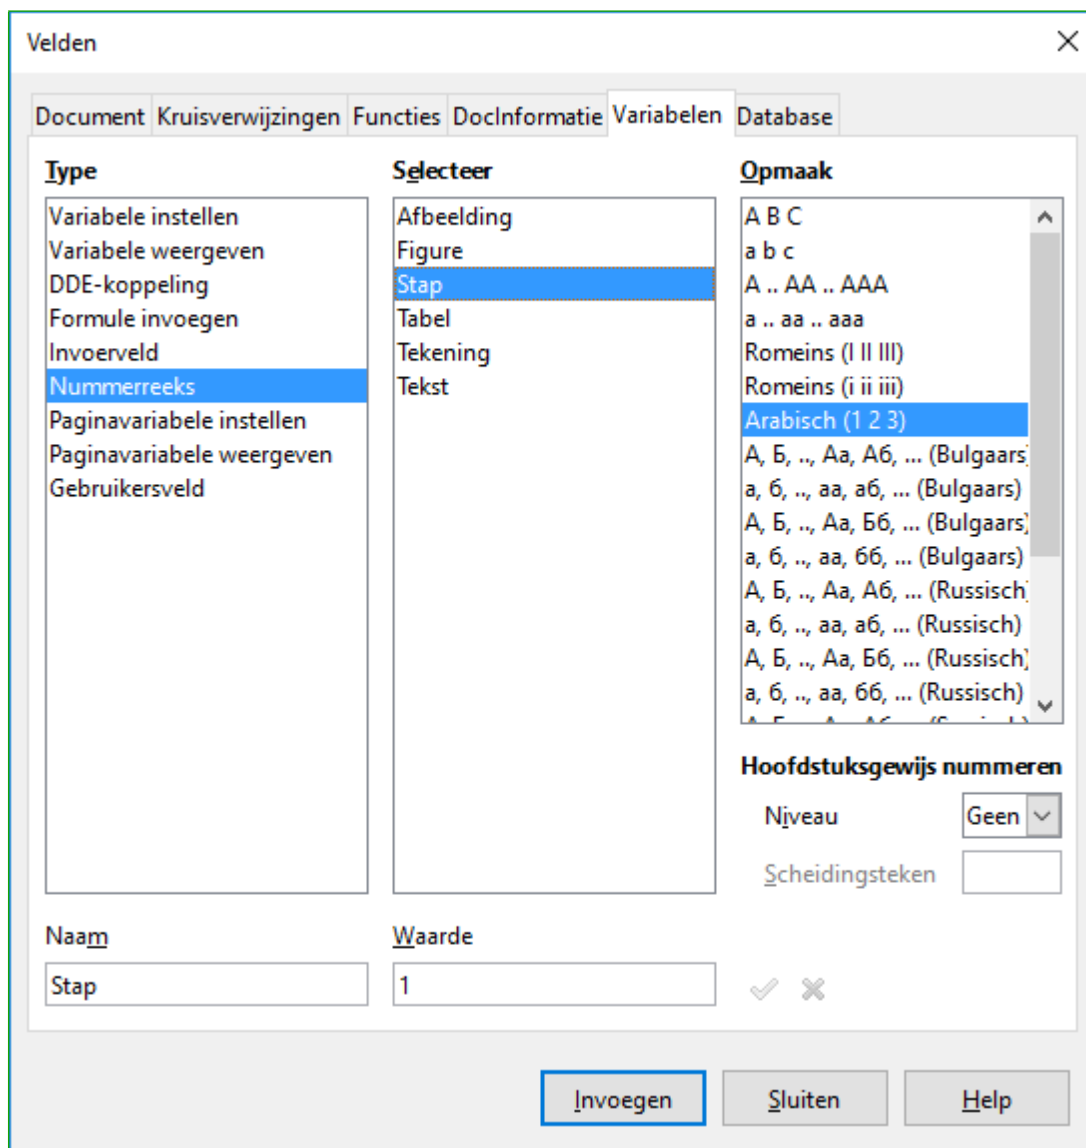 Velden
Document Kruisverwijzingen Functies DocInformatie Variabelen Database
Type
Variabele instellen
Variabele weergeven
DDE-koppeling
Formule invoegen
Invoerveld
Nummerreeks
Paginavariabele instellen
Paginavariabele weergeven
Gebruikersveld
Selecteer
Afbeelding
Figure
Stap
Tabel
Tekening
Tekst
Opmaak
A B C
a b c
A .. AA .. AAA
a .. aa .. aaa
Romeins (I II III)
Romeins (i ii iii)
Arabisch (1 2 3)
А, Б, .., Аа, Аб, ... (Bulgaars)
а, б, .., аа, аб, ... (Bulgaars)
А, Б, .., Аа, Бб, ... (Bulgaars)
а, б, .., аа, бб, ... (Bulgaars)
А, Б, .., Аа, Аб, ... (Russisch)
а, б, .., аа, аб, ... (Russisch)
А, Б, .., Аа, Бб, ... (Russisch)
а, б, .., аа, бб, ... (Russisch)
Hoofdstuksgewijs nummeren
Niveau Geen
Scheidingsteken
Naam
Stap
Waarde
1
Invoegen Sluiten Help